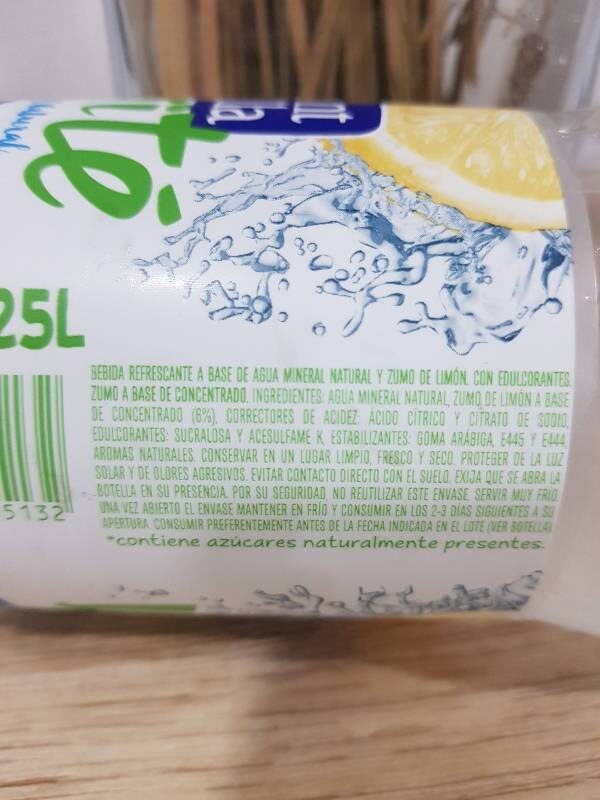 25L
BEBIDA REFRESCANTE A BASE DE AGUA MINERAL NATURAL Y ZUMO DE LIMÓN. CON EDULCORANTES.
ZUMO A BASE DE CONCENTRADO. INGREDIENTES: AGUA MINERAL NATURAL, ZUMO DE LIMÓN A BASE
DE CONCENTRADO (6%), CORRECTORES DE ACIDEZ: ÁCIDO CÍTRICO Y CITRATO DE SODIO,
EDULCORANTES: SUCRALOSA Y ACESULFAME K, ESTABILIZANTES: GOMA ARÁBIGA, E445 Y E444,
AROMAS NATURALES. CONSERVAR EN UN LUGAR LIMPIO, FRESCO Y SECO. PROTEGER DE LA LUZ
SOLAR Y DE OLORES AGRESIVOS. EVITAR CONTACTO DIRECTO CON EL SUELO. EXIJA QUE SE ABRA LA
BOTELLA EN SU PRESENCIA. POR SU SEGURIDAD, NO REUTILIZAR ESTE ENVASE. SERVIR MUY FRÍO.
UNA VEZ ABIERTO EL ENVASE MANTENER EN FRÍO Y CONSUMIR EN LOS 2-3 DÍAS SIGUIENTES A SU
APERTURA. CONSUMIR PREFERENTEMENTE ANTES DE LA FECHA INDICADA EN EL LOTE (VER BOTELLA)
*contiene azúcares naturalmente presentes.
5132